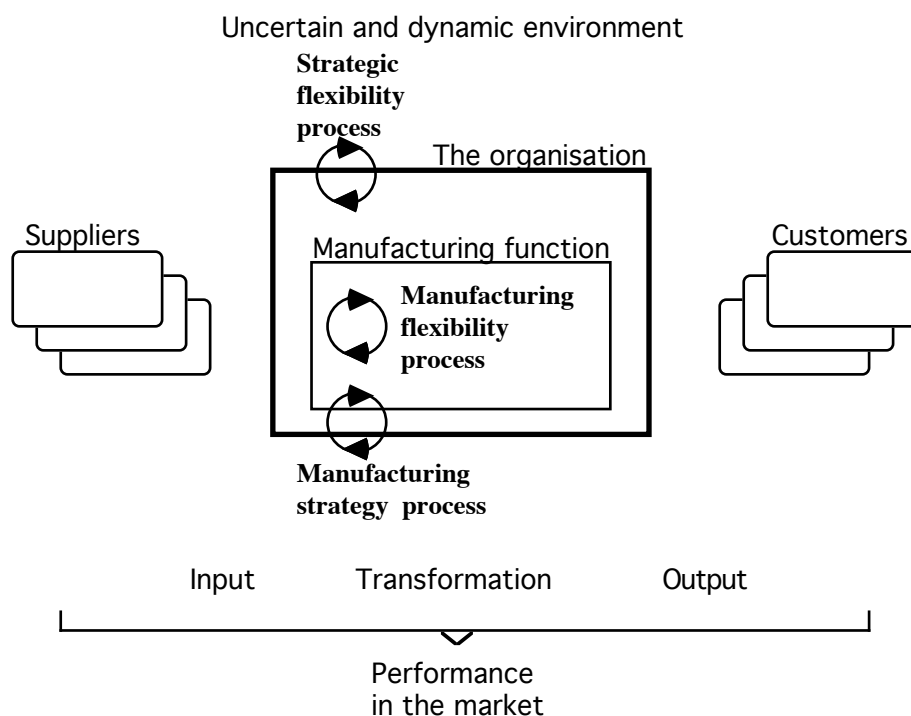 Uncertain and dynamic environment
Strategic
flexibility
process
The organisation
Suppliers
Customers
Manufacturing function
Manufacturing
flexibility
process
Manufacturing
strategy process
Input Transformation Output
Performance
in the market